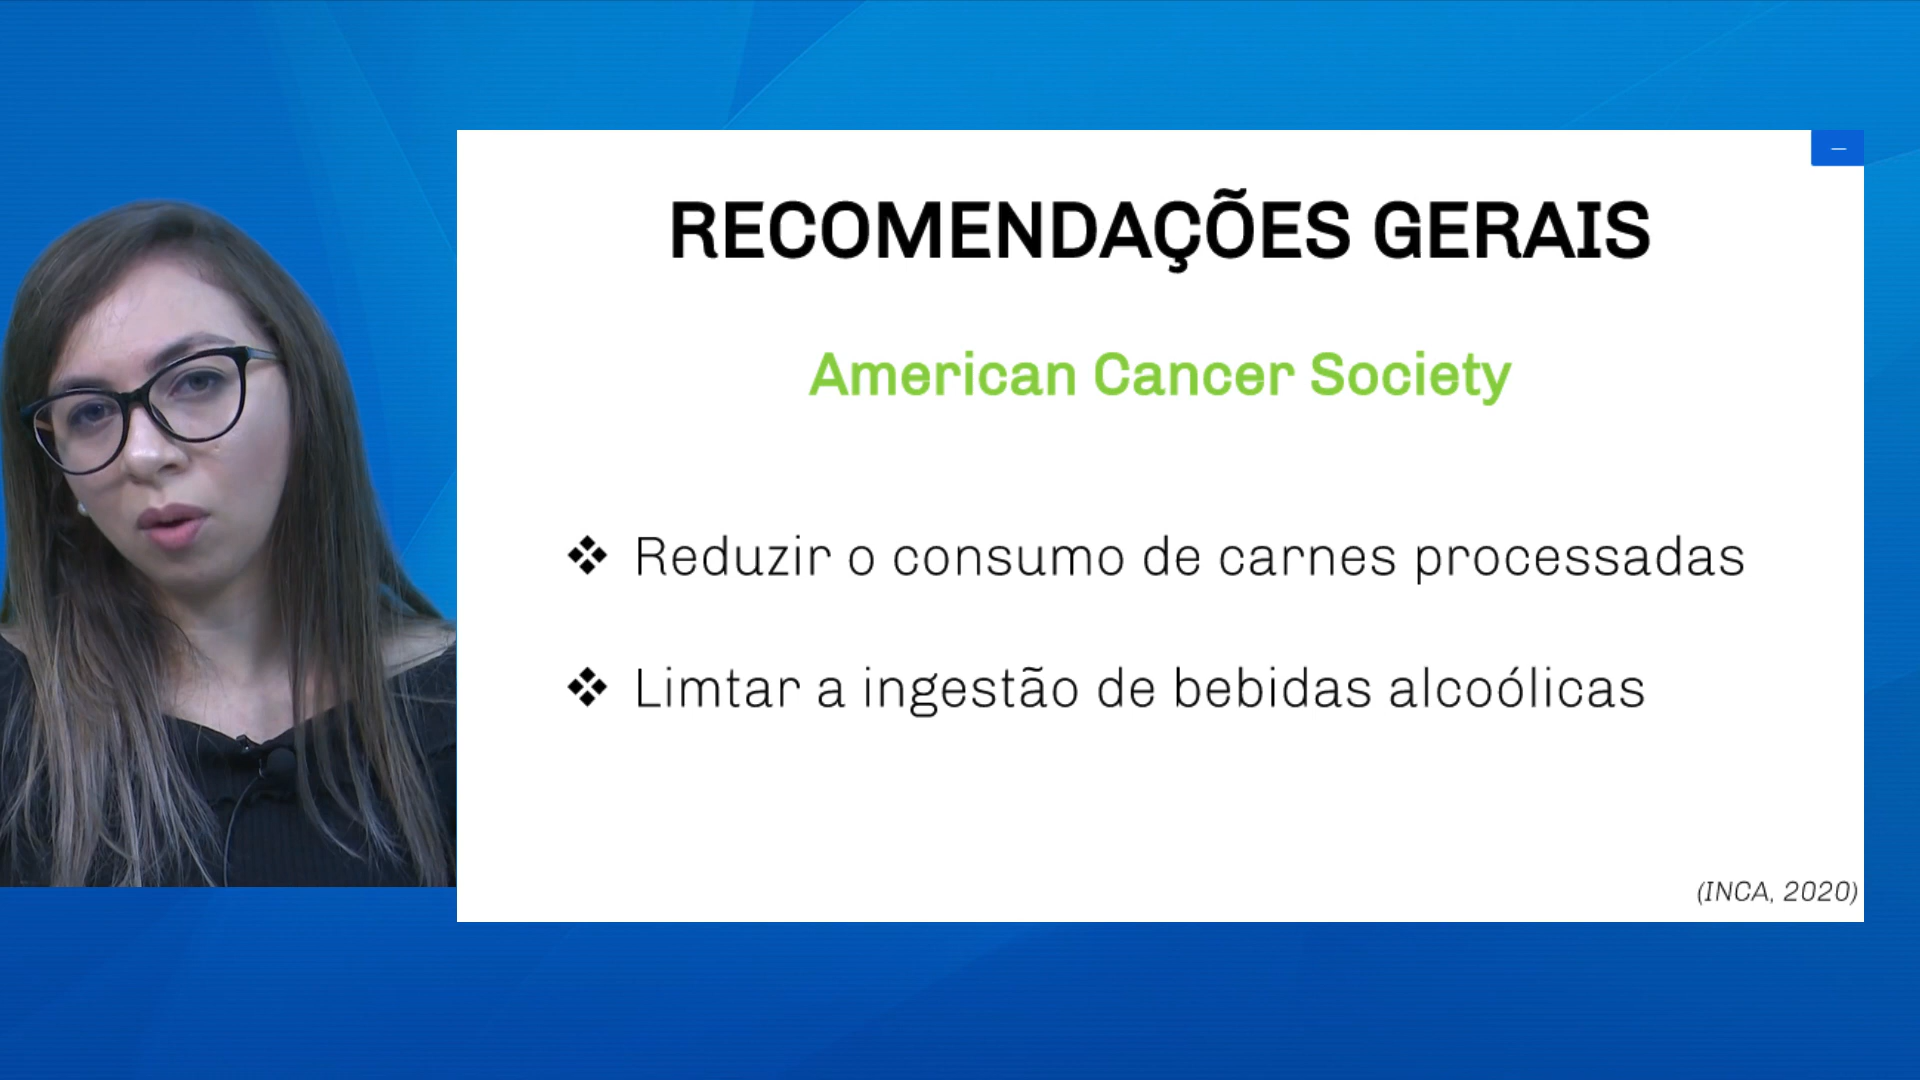 RECOMENDAÇÕES GERAIS
American Cancer Society
❖ Reduzir o consumo de carnes processadas
❖ Limtar a ingestão de bebidas alcoólicas
(INCA, 2020)